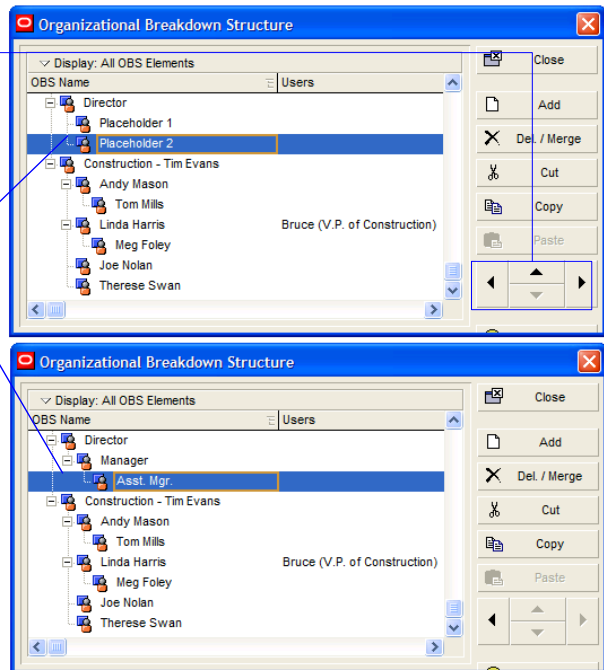 Organizational Breakdown Structure
Display: All OBS Elements
OBS Name Users
Director
Placeholder 1
Placeholder 2
Construction - Tim Evans
Andy Mason
Tom Mills
Linda Harris Bruce (V.P. of Construction)
Meg Foley
Joe Nolan
Therese Swan
Close
Add
Del. / Merge
Cut
Copy
Paste
Organizational Breakdown Structure
Display: All OBS Elements
OBS Name Users
Director
Manager
Asst. Mgr.
Construction - Tim Evans
Andy Mason
Tom Mills
Linda Harris Bruce (V.P. of Construction)
Meg Foley
Joe Nolan
Therese Swan
Close
Add
Del. / Merge
Cut
Copy
Paste